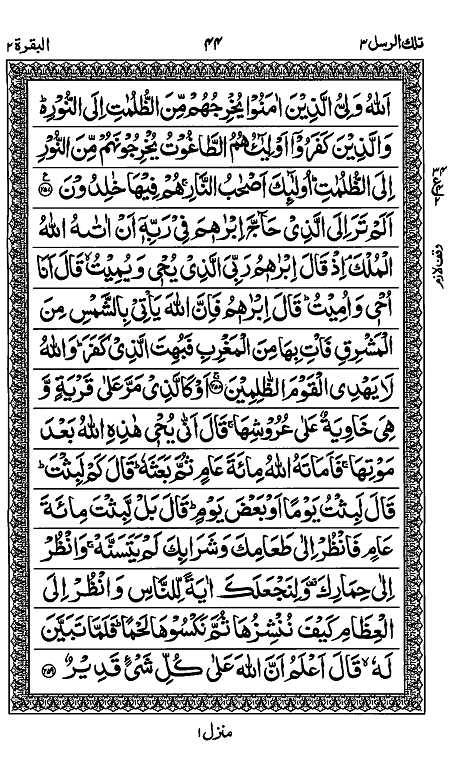 تلك الرسل ٣ ٤٤ البقرة ٢
اَللّٰهُ وَلِىُّ الَّذِيْنَ اٰمَنُوْا يُخْرِجُهُمْ مِّنَ الظُّلُمٰتِ اِلَى النُّوْرِ ؕ
وَالَّذِيْنَ كَفَرُوْۤا اَوْلِيٰٓـُٔهُمُ الطَّاغُوْتُ يُخْرِجُوْنَهُمْ مِّنَ النُّوْرِ
اِلَى الظُّلُمٰتِ ؕ اُولٰٓئِكَ اَصْحٰبُ النَّارِ ۚ هُمْ فِيْهَا خٰلِدُوْنَ ﴿۲۵۷﴾
اَلَمْ تَرَ اِلَى الَّذِىْ حَآجَّ اِبْرٰهٖمَ فِىْ رَبِّهٖۤ اَنْ اٰتٰىهُ اللّٰهُ
الْمُلْكَ ۘ اِذْ قَالَ اِبْرٰهٖمُ رَبِّىَ الَّذِىْ يُحْىٖ وَيُمِيْتُ ۙ قَالَ اَنَا
اُحْىٖ وَاُمِيْتُ ؕ قَالَ اِبْرٰهٖمُ فَاِنَّ اللّٰهَ يَاْتِىْ بِالشَّمْسِ مِنَ
الْمَشْرِقِ فَاْتِ بِهَا مِنَ الْمَغْرِبِ فَبُهِتَ الَّذِىْ كَفَرَ ؕ وَاللّٰهُ
لَا يَهْدِى الْقَوْمَ الظّٰلِمِيْنَ ﴿۲۵۸﴾ اَوْ كَالَّذِىْ مَرَّ عَلٰى قَرْيَةٍ وَّ
هِىَ خَاوِيَةٌ عَلٰى عُرُوْشِهَا ۚ قَالَ اَنّٰى يُحْىٖ هٰذِهِ اللّٰهُ بَعْدَ
مَوْتِهَا ۚ فَاَمَاتَهُ اللّٰهُ مِائَةَ عَامٍ ثُمَّ بَعَثَهٗ ؕ قَالَ كَمْ لَبِثْتَ ؕ
قَالَ لَبِثْتُ يَوْمًا اَوْ بَعْضَ يَوْمٍ ؕ قَالَ بَلْ لَّبِثْتَ مِائَةَ
عَامٍ فَانْظُرْ اِلٰى طَعَامِكَ وَشَرَابِكَ لَمْ يَتَسَنَّهْ ۚ وَانْظُرْ
اِلٰى حِمَارِكَ وَلِنَجْعَلَكَ اٰيَةً لِّلنَّاسِ وَانْظُرْ اِلَى
الْعِظَامِ كَيْفَ نُنْشِزُهَا ثُمَّ نَكْسُوْهَا لَحْمًا ؕ فَلَمَّا تَبَيَّنَ
لَهٗ ۙ قَالَ اَعْلَمُ اَنَّ اللّٰهَ عَلٰى كُلِّ شَىْءٍ قَدِيْرٌ ﴿۲۵۹﴾
وقف لازم
منزل ١